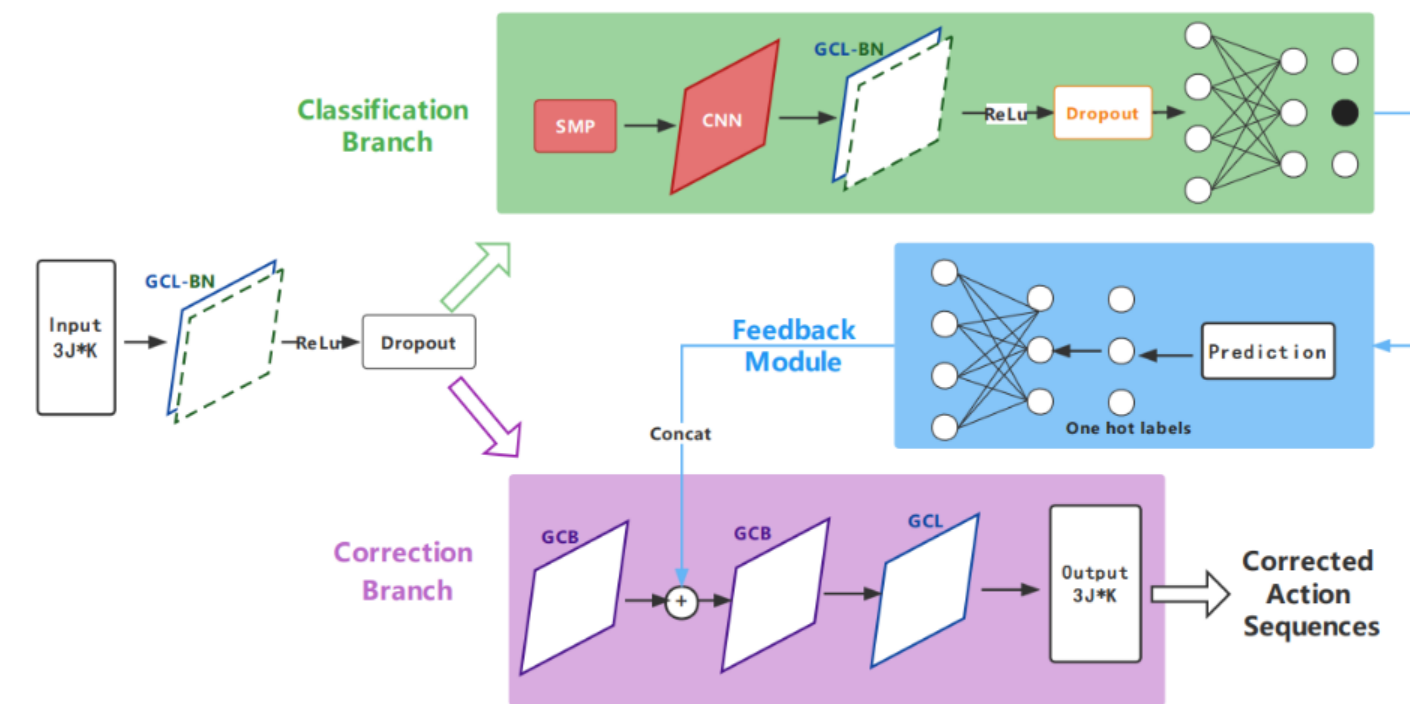 Classification
Branch
SMP
CNN
GCL-BN
ReLu
Dropout
Input
3J*K
GCL-BN
ReLu
Dropout
Feedback
Module
Prediction
One hot labels
Concat
Correction
Branch
GCB
GCB
GCL
+
Output
3J*K
Corrected
Action
Sequences